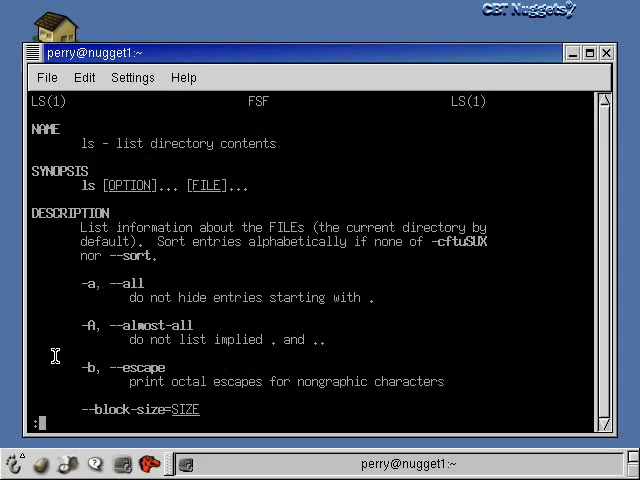 CBT Nuggets
perry@nugget1:~
File Edit Settings Help
LS(1) FSF LS(1)
NAME
ls - list directory contents
SYNOPSIS
ls [OPTION]... [FILE]...
DESCRIPTION
List information about the FILEs (the current directory by
default). Sort entries alphabetically if none of -cftuSUX
nor --sort.
-a, --all
do not hide entries starting with .
-A, --almost-all
do not list implied . and ..
-b, --escape
print octal escapes for nongraphic characters
--block-size=SIZE
:
perry@nugget1:~